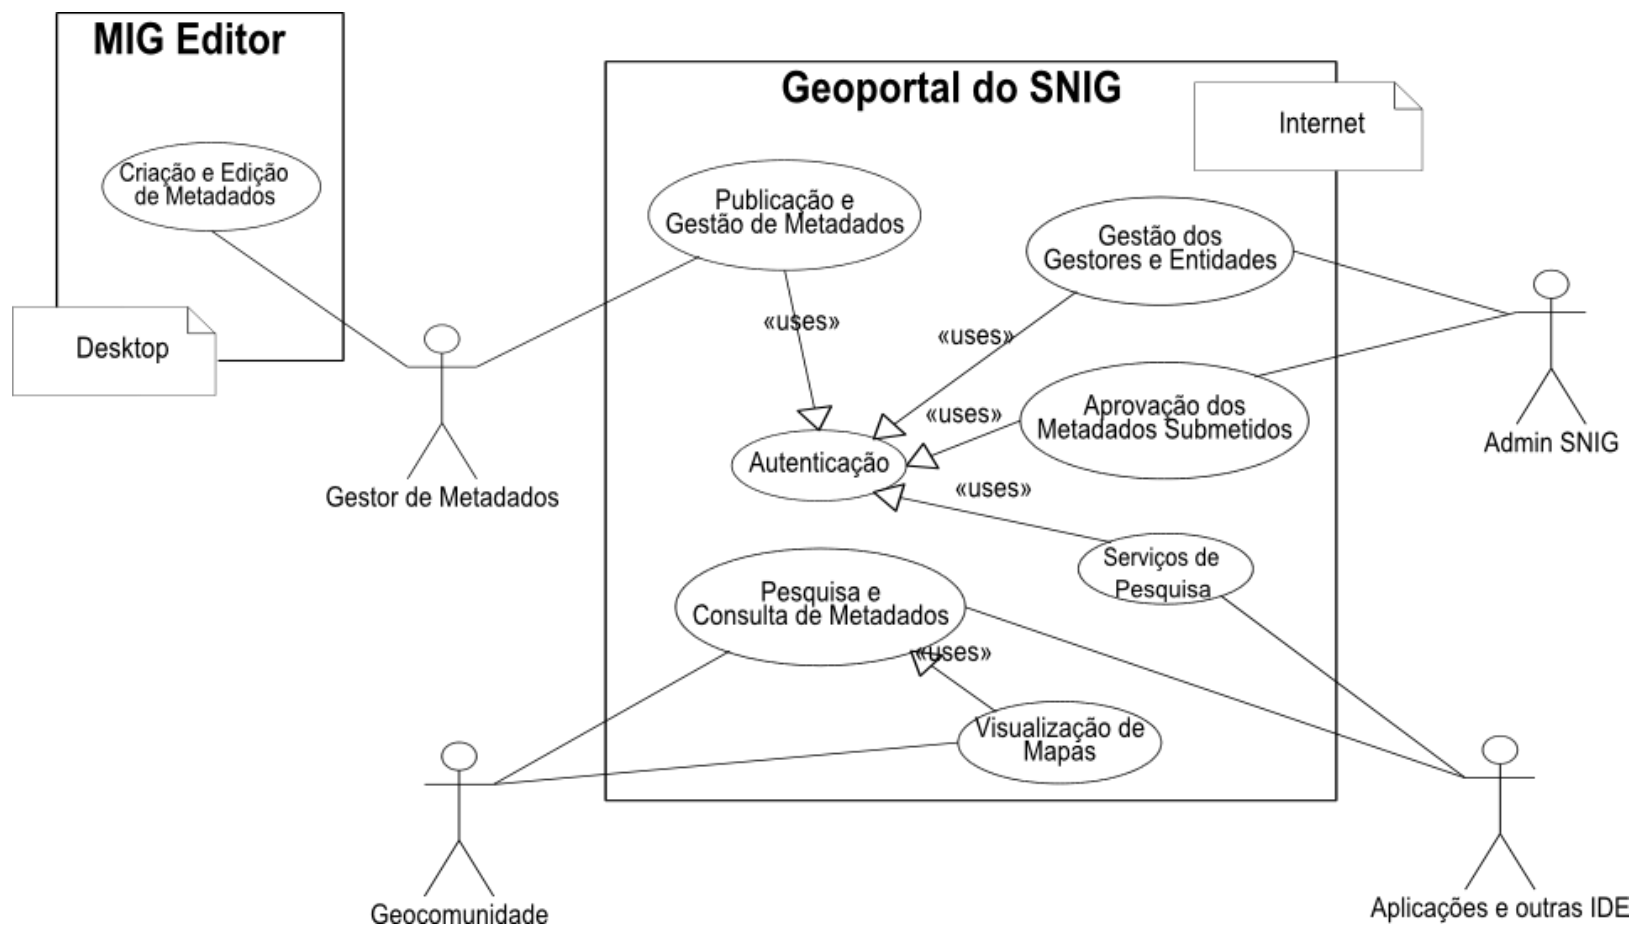 MIG Editor
Criação e Edição
de Metadados
Desktop
Gestor de Metadados
Geoportal do SNIG
Internet
Publicação e
Gestão de Metadados
Gestão dos
Gestores e Entidades
«uses»
«uses»
Aprovação dos
Metadados Submetidos
«uses»
Autenticação
«uses»
Serviços de
Pesquisa
Pesquisa e
Consulta de Metadados
«uses»
Visualização de
Mapas
Admin SNIG
Geocomunidade
Aplicações e outras IDE